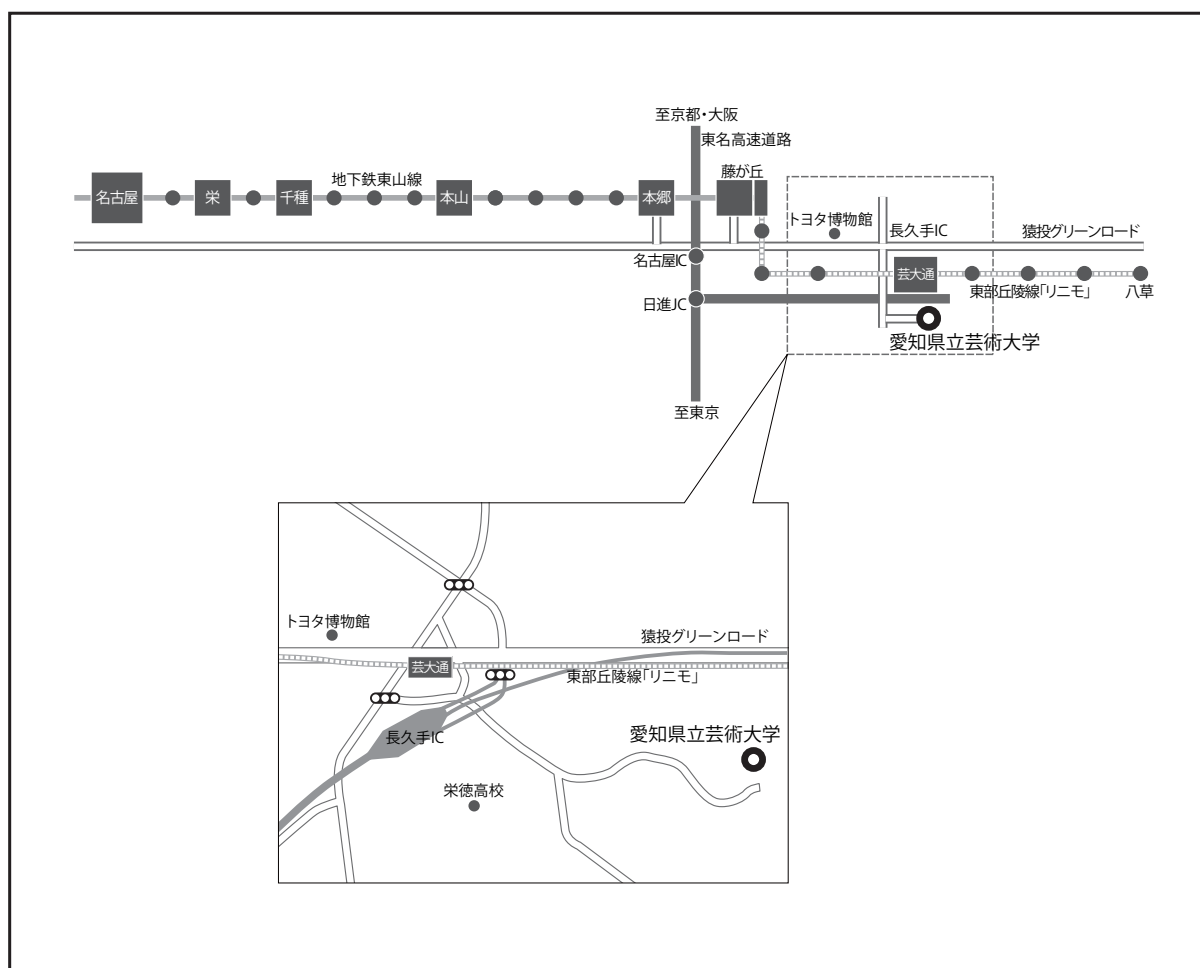 至京都・大阪
東名高速道路
藤が丘
地下鉄東山線
名古屋
栄
千種
本山
本郷
トヨタ博物館
長久手IC
猿投グリーンロード
名古屋IC
芸大通
東部丘陵線「リニモ」
八草
日進JC
愛知県立芸術大学
至東京
トヨタ博物館
猿投グリーンロード
芸大通
東部丘陵線「リニモ」
長久手IC
愛知県立芸術大学
栄徳高校